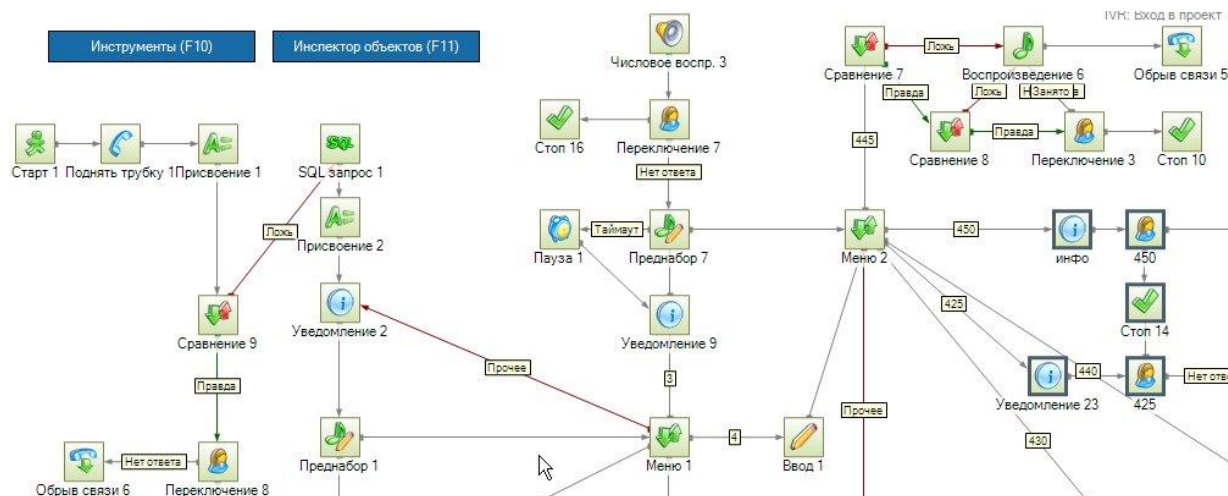 IVR: Вход в проект
Инструменты (F10)
Инспектор объектов (F11)
Числовое воспр. 3
Сравнение 7
Ложь
Воспроизведение 6
Обрыв связи 5
Правда
Ложь
Занято
Стоп 16
Переключение 7
445
Сравнение 8
Правда
Переключение 3
Стоп 10
Старт 1
Поднять трубку 1
Присвоение 1
SQL
SQL запрос 1
Нет ответа
Ложь
Присвоение 2
Таймаут
Пауза 1
Преднабор 7
Меню 2
450
инфо
450
425
Уведомление 2
Сравнение 9
Уведомление 9
Стоп 14
Прочее
3
440
Правда
Уведомление 23
425
Нет отве
Прочее
430
4
Преднабор 1
Меню 1
Ввод 1
Нет ответа
Обрыв связи 6
Переключение 8